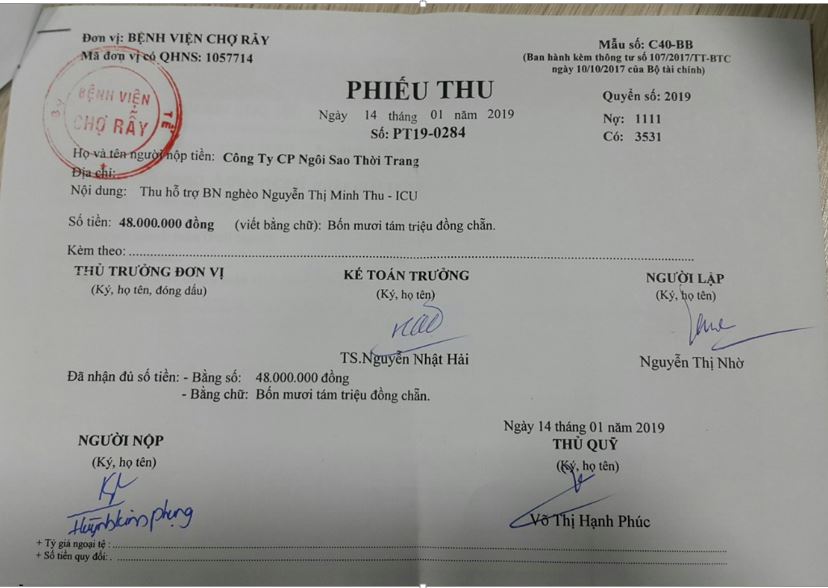 Đơn vị: BỆNH VIỆN CHỢ RẪY
Mã đơn vị có QHNS: 1057714
Mẫu số: C40-BB
(Ban hành kèm thông tư số 107/2017/TT-BTC
ngày 10/10/2017 của Bộ tài chính)
BỆNH VIỆN
CHỢ RẪY
PHIẾU THU
Ngày 14 tháng 01 năm 2019
Số: PT19-0284
Quyển số: 2019
Nợ: 1111
Có: 3531
Họ và tên người nộp tiền: Công Ty CP Ngôi Sao Thời Trang
Địa chỉ:
Nội dung: Thu hỗ trợ BN nghèo Nguyễn Thị Minh Thu - ICU
Số tiền: 48.000.000 đồng (viết bằng chữ): Bốn mươi tám triệu đồng chẵn.
Kèm theo:
THỦ TRƯỞNG ĐƠN VỊ
(Ký, họ tên, đóng dấu)
KẾ TOÁN TRƯỞNG
(Ký, họ tên)
NGƯỜI LẬP
(Ký, họ tên)
TS.Nguyễn Nhật Hải
Nguyễn Thị Nhờ
Đã nhận đủ số tiền: - Bằng số: 48.000.000 đồng
- Bằng chữ: Bốn mươi tám triệu đồng chẵn.
Ngày 14 tháng 01 năm 2019
NGƯỜI NỘP
(Ký, họ tên)
THỦ QUỸ
(Ký, họ tên)
Huỳnh Kim Phụng
Võ Thị Hạnh Phúc
+ Tỷ giá ngoại tệ :
+ Số tiền quy đổi: .